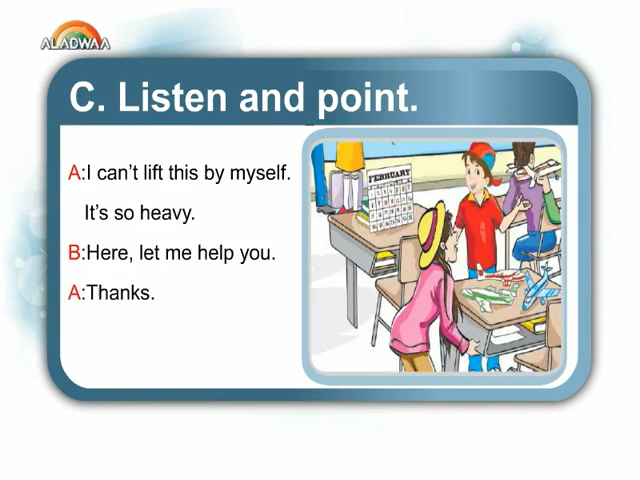 ALADWAA
C. Listen and point.
A:I can't lift this by myself.
It's so heavy.
B:Here, let me help you.
A:Thanks.
FEBRUARY